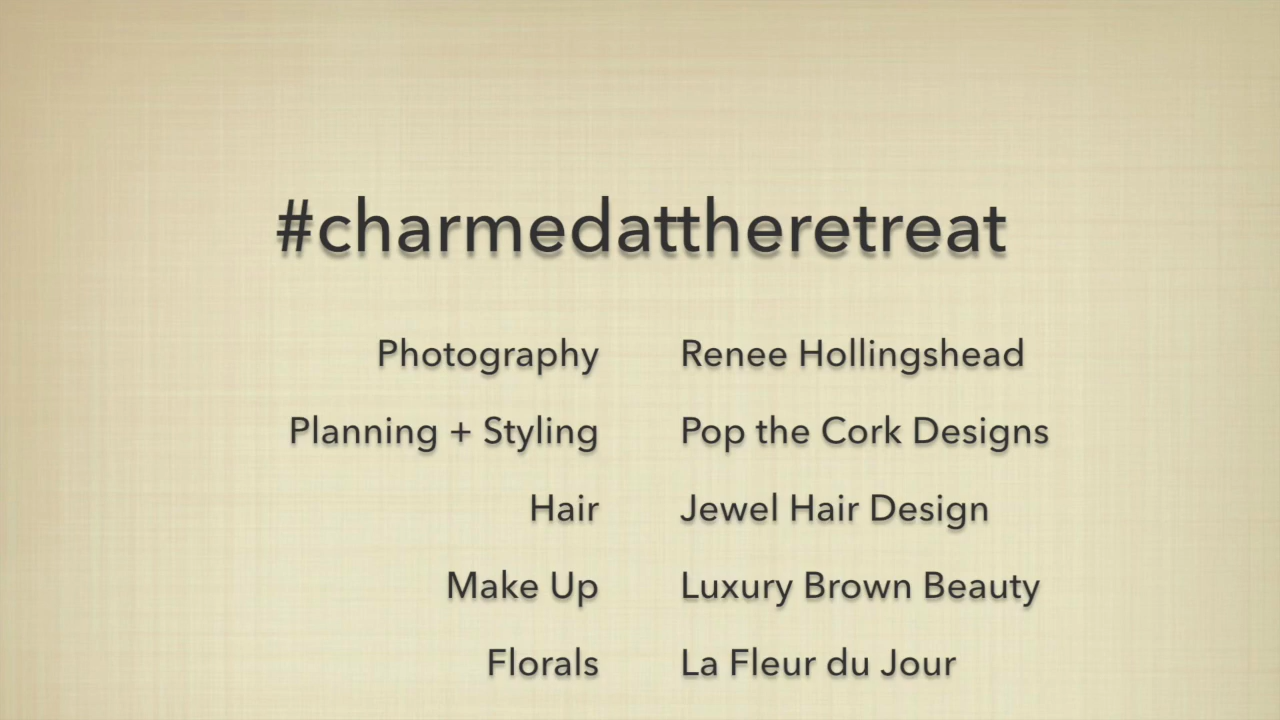 #charmedattheretreat
Photography Renee Hollingshead
Planning + Styling Pop the Cork Designs
Hair Jewel Hair Design
Make Up Luxury Brown Beauty
Florals La Fleur du Jour